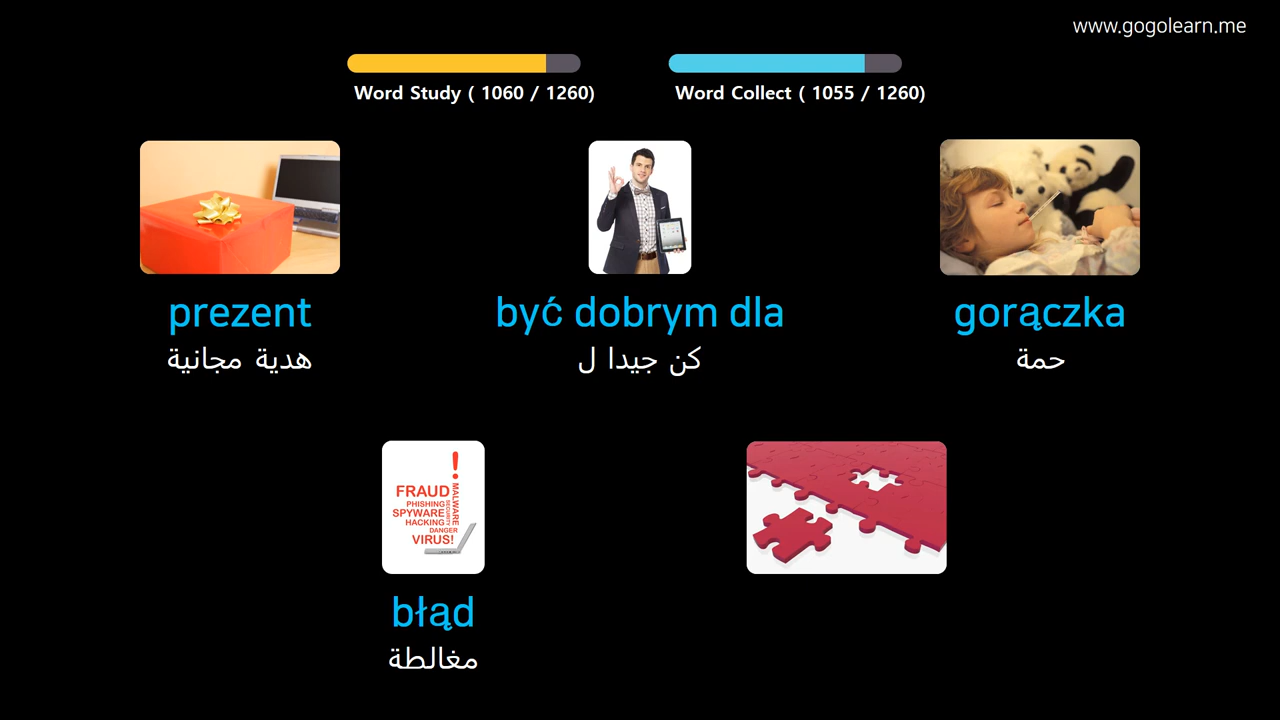 www.gogolearn.me
Word Study ( 1060 / 1260)
Word Collect ( 1055 / 1260)
prezent
هدية مجانية
być dobrym dla
كن جيدا ل
gorączka
حمة
!
FRAUD
MALWARE
PHISHING
SECURITY
SPYWARE
HACKING
DANGER
VIRUS!
błąd
مغالطة